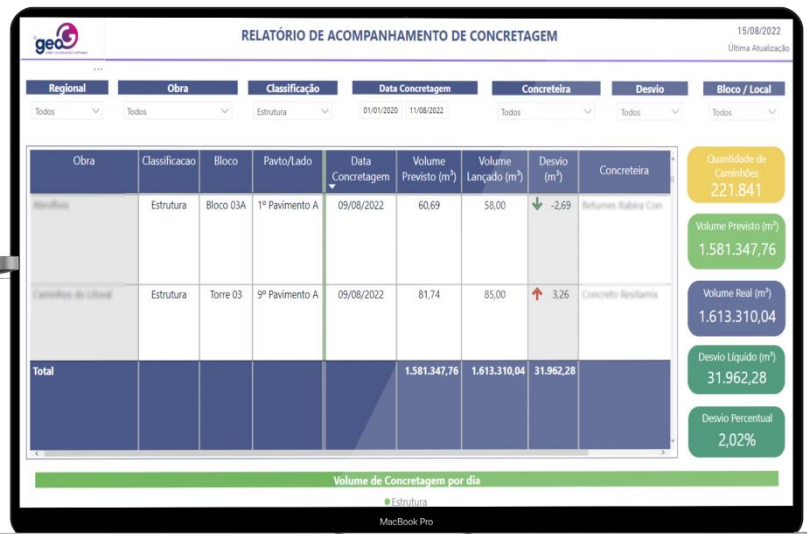 geo
RELATÓRIO DE ACOMPANHAMENTO DE CONCRETAGEM
15/08/2022
Última Atualização
Regional
Obra
Classificação
Data Concretagem
Concreteira
Desvio
Bloco / Local
Todos
Todos
Estrutura
01/01/2020 11/08/2022
Todos
Todos
Todos
Obra Classificacao Bloco Pavto/Lado Data Concretagem Volume Previsto (m³) Volume Lançado (m³) Desvio (m³) Concreteira
Estrutura Bloco 03A 1º Pavimento A 09/08/2022 60,69 58,00 -2,69
Estrutura Torre 03 9º Pavimento A 09/08/2022 81,74 85,00 3,26
Total 1.581.347,76 1.613.310,04 31.962,28
Quantidade de
Caminhões
221.841
Volume Previsto (m³)
1.581.347,76
Volume Real (m³)
1.613.310,04
Desvio Líquido (m³)
31.962,28
Desvio Percentual
2,02%
Volume de Concretagem por dia
Estrutura
MacBook Pro